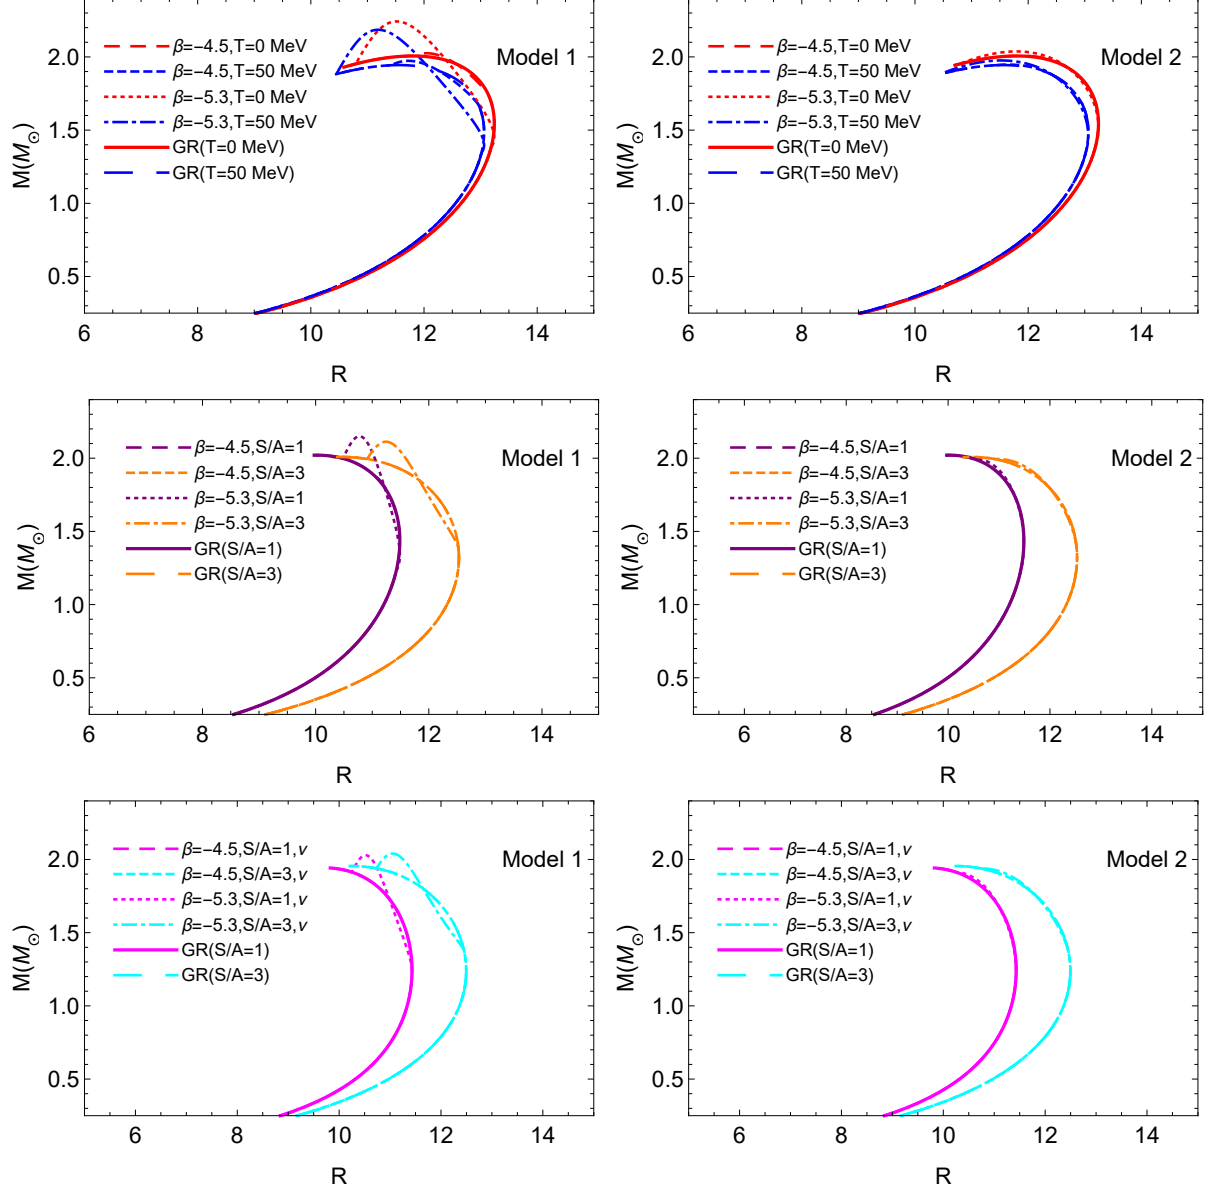 Model 1
β=−4.5,T=0 MeV
β=−4.5,T=50 MeV
β=−5.3,T=0 MeV
β=−5.3,T=50 MeV
GR(T=0 MeV)
GR(T=50 MeV)
M(M⊙)
2.0
1.5
1.0
0.5
6 8 10 12 14
R
Model 2
β=−4.5,T=0 MeV
β=−4.5,T=50 MeV
β=−5.3,T=0 MeV
β=−5.3,T=50 MeV
GR(T=0 MeV)
GR(T=50 MeV)
M(M⊙)
2.0
1.5
1.0
0.5
6 8 10 12 14
R
Model 1
β=−4.5,S/A=1
β=−4.5,S/A=3
β=−5.3,S/A=1
β=−5.3,S/A=3
GR(S/A=1)
GR(S/A=3)
M(M⊙)
2.0
1.5
1.0
0.5
6 8 10 12 14
R
Model 2
β=−4.5,S/A=1
β=−4.5,S/A=3
β=−5.3,S/A=1
β=−5.3,S/A=3
GR(S/A=1)
GR(S/A=3)
M(M⊙)
2.0
1.5
1.0
0.5
6 8 10 12 14
R
Model 1
β=−4.5,S/A=1,ν
β=−4.5,S/A=3,ν
β=−5.3,S/A=1,ν
β=−5.3,S/A=3,ν
GR(S/A=1)
GR(S/A=3)
M(M⊙)
2.0
1.5
1.0
0.5
6 8 10 12 14
R
Model 2
β=−4.5,S/A=1,ν
β=−4.5,S/A=3,ν
β=−5.3,S/A=1,ν
β=−5.3,S/A=3,ν
GR(S/A=1)
GR(S/A=3)
M(M⊙)
2.0
1.5
1.0
0.5
6 8 10 12 14
R